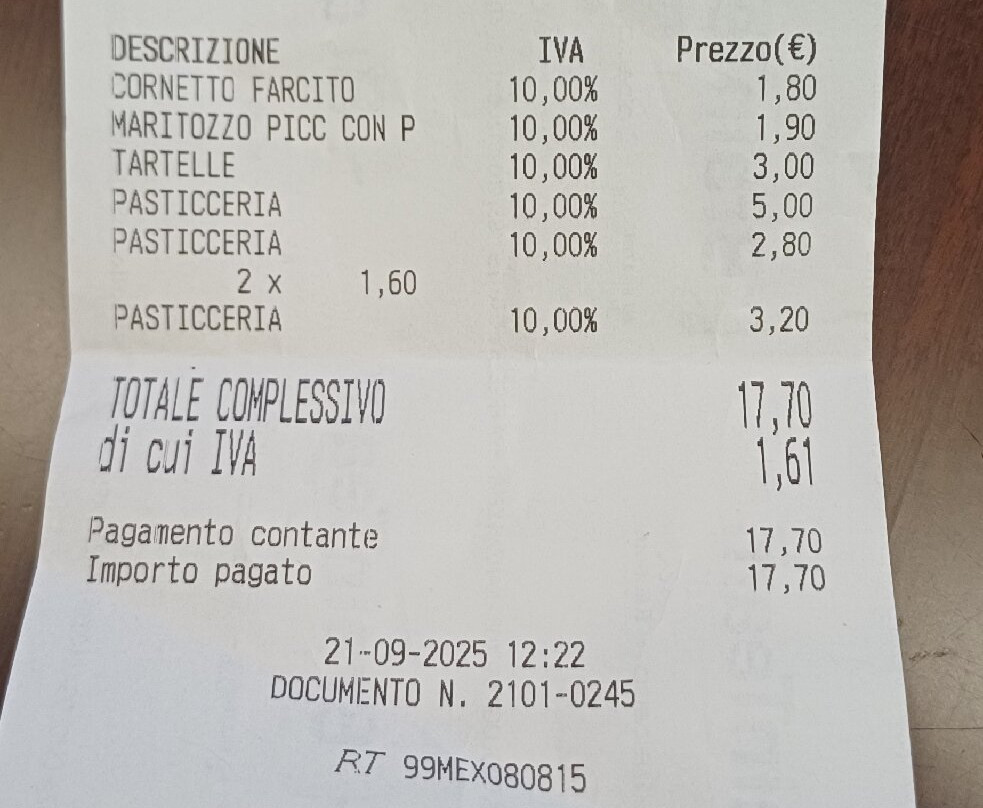 DESCRIZIONE IVA Prezzo(€)
CORNETTO FARCITO 10,00% 1,80
MARITOZZO PICC CON P 10,00% 1,90
TARTELLE 10,00% 3,00
PASTICCERIA 10,00% 5,00
PASTICCERIA 10,00% 2,80
2 x 1,60
PASTICCERIA 10,00% 3,20
TOTALE COMPLESSIVO 17,70
di cui IVA 1,61
Pagamento contante 17,70
Importo pagato 17,70
21-09-2025 12:22
DOCUMENTO N. 2101-0245
RT 99MEX080815